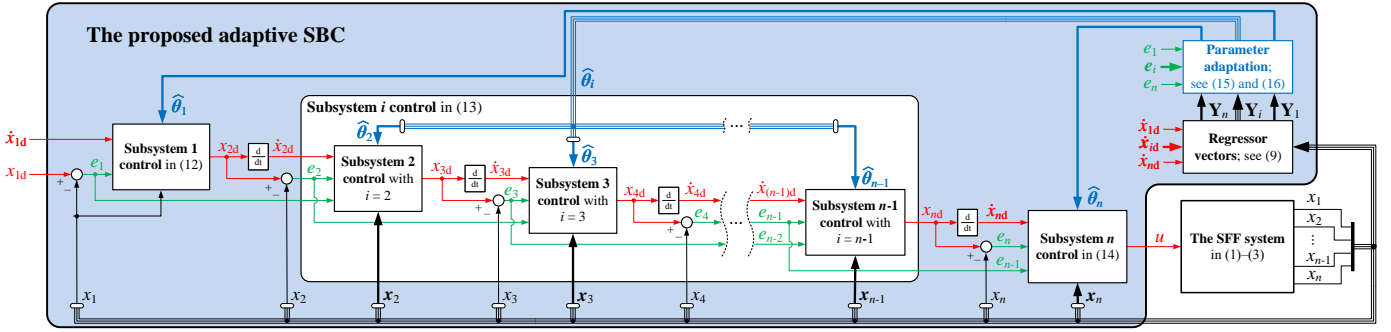 The proposed adaptive SBC
θ̂₁
θ̂ᵢ
e₁
eᵢ
eₙ
Parameter
adaptation;
see (15) and (16)
Yₙ
Yᵢ
Y₁
ẋ1d
ẋid
ẋnd
Regressor
vectors; see (9)
Subsystem i control in (13)
θ̂₂
θ̂₃
...
θ̂n−1
θ̂ₙ
ẋ1d
x1d
+
−
e₁
Subsystem 1
control in (12)
x2d
d
dt
ẋ2d
+
−
e₂
Subsystem 2
control with
i = 2
x3d
d
dt
ẋ3d
+
−
e₃
Subsystem 3
control with
i = 3
x4d
d
dt
ẋ4d
+
−
e₄
...
...
ẋ(n−1)d
en-1
en-2
Subsystem n-1
control with
i = n-1
xnd
d
dt
ẋnd
+
−
eₙ
en-1
Subsystem n
control in (14)
u
The SFF system
in (1)–(3)
x₁
x₂
⋮
xn-1
xn
x₁
x₂
x₂
x₃
x₃
x₄
xn-1
xn
xn